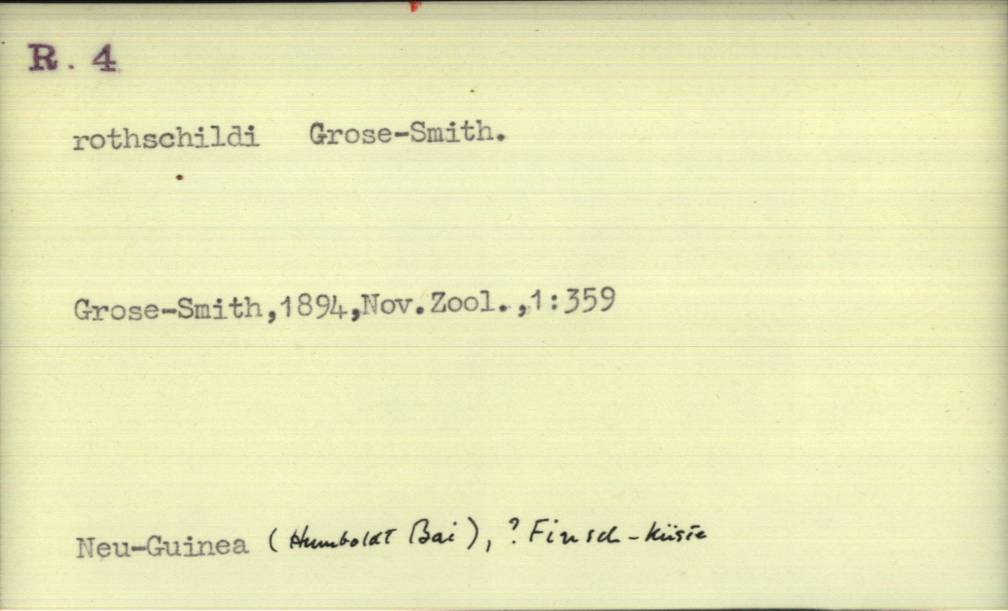 R. 4
rothschildi Grose-Smith.
Grose-Smith,1894,Nov.Zool.,1:359
Neu-Guinea (Humboldt Bai), ? Finsch-Küste